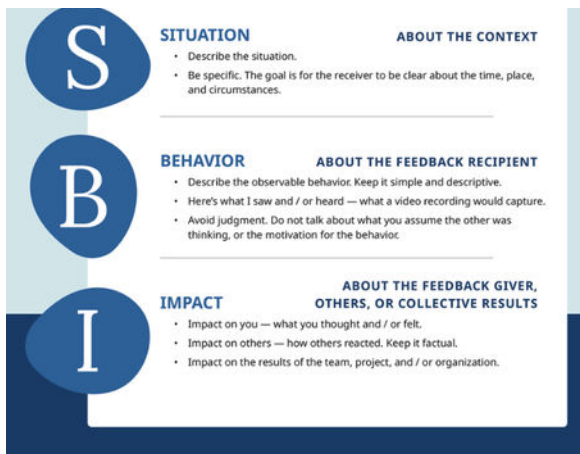 S
SITUATION
ABOUT THE CONTEXT
• Describe the situation.
• Be specific. The goal is for the receiver to be clear about the time, place,
and circumstances.
B
BEHAVIOR
ABOUT THE FEEDBACK RECIPIENT
• Describe the observable behavior. Keep it simple and descriptive.
• Here's what I saw and / or heard — what a video recording would capture.
• Avoid judgment. Do not talk about what you assume the other was
thinking, or the motivation for the behavior.
I
IMPACT
ABOUT THE FEEDBACK GIVER,
OTHERS, OR COLLECTIVE RESULTS
• Impact on you — what you thought and / or felt.
• Impact on others — how others reacted. Keep it factual.
• Impact on the results of the team, project, and / or organization.